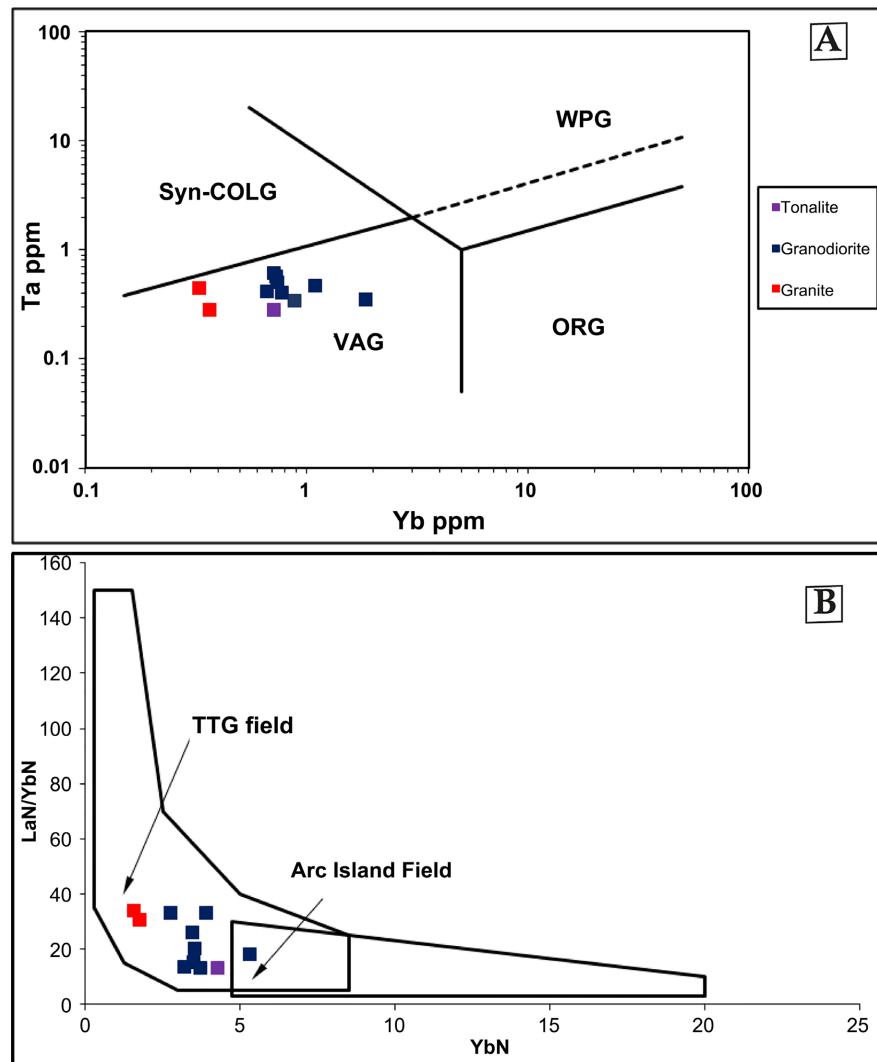 A
100
10
1
0.1
0.01
Ta ppm
WPG
Syn-COLG
VAG
ORG
0.1 1 10 100
Yb ppm
Tonalite
Granodiorite
Granite
B
160
140
120
100
80
60
40
20
0
LaN/YbN
TTG field
Arc Island Field
0 5 10 15 20 25
YbN